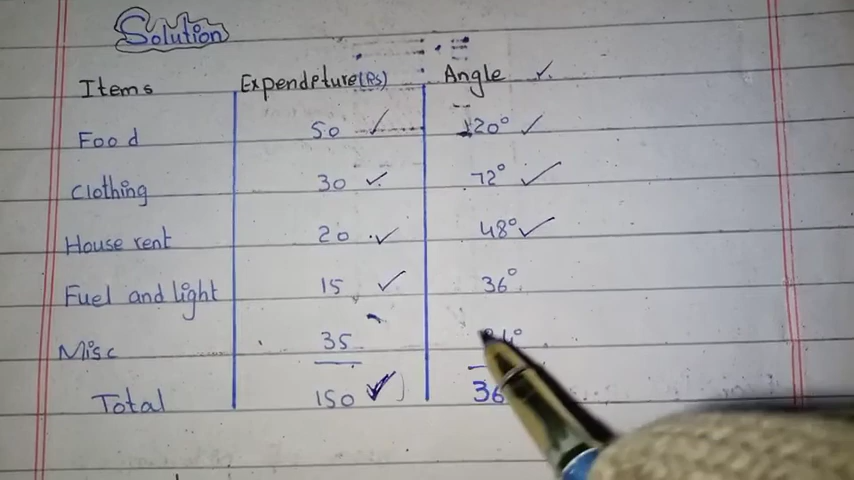 Solution
Items Expendeture(Rs) Angle
Food 50 120°
Clothing 30 72°
House rent 20 48°
Fuel and light 15 36°
Misc 35
Total 150